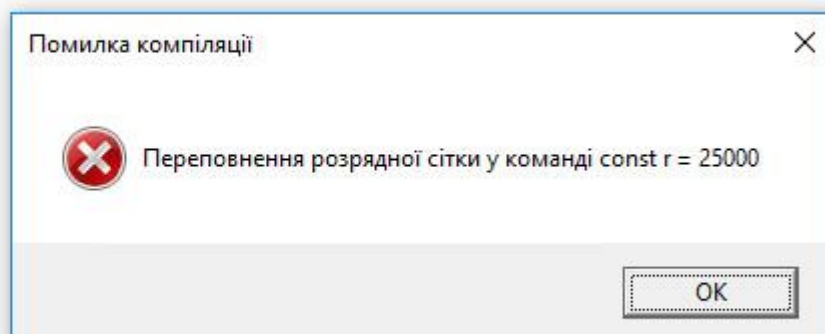 Помилка компіляції
Переповнення розрядної сітки у команді const r = 25000
OK